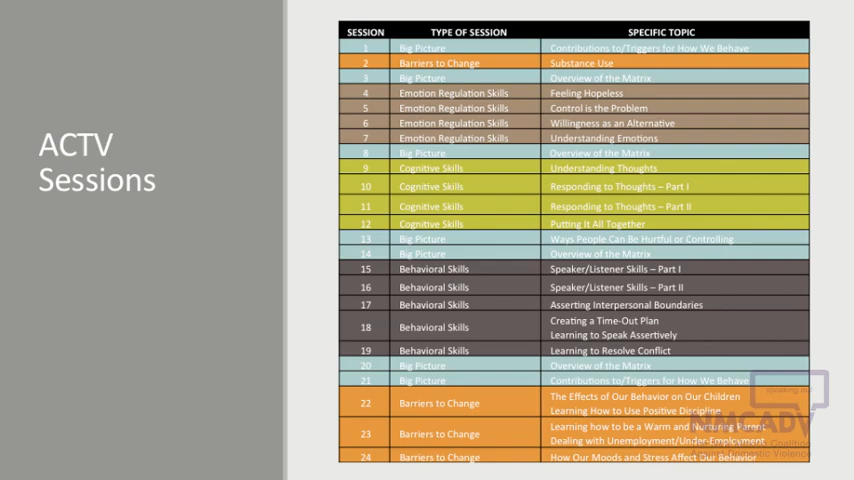 ACTV
Sessions
SESSION TYPE OF SESSION SPECIFIC TOPIC
1 Big Picture Contributions to/Triggers for How We Behave
2 Barriers to Change Substance Use
3 Big Picture Overview of the Matrix
4 Emotion Regulation Skills Feeling Hopeless
5 Emotion Regulation Skills Control is the Problem
6 Emotion Regulation Skills Willingness as an Alternative
7 Emotion Regulation Skills Understanding Emotions
8 Big Picture Overview of the Matrix
9 Cognitive Skills Understanding Thoughts
10 Cognitive Skills Responding to Thoughts – Part I
11 Cognitive Skills Responding to Thoughts – Part II
12 Cognitive Skills Putting It All Together
13 Big Picture Ways People Can Be Hurtful or Controlling
14 Big Picture Overview of the Matrix
15 Behavioral Skills Speaker/Listener Skills – Part I
16 Behavioral Skills Speaker/Listener Skills – Part II
17 Behavioral Skills Asserting Interpersonal Boundaries
18 Behavioral Skills Creating a Time-Out Plan
Learning to Speak Assertively
19 Behavioral Skills Learning to Resolve Conflict
20 Big Picture Overview of the Matrix
21 Big Picture Contributions to/Triggers for How We Behave
22 Barriers to Change The Effects of Our Behavior on Our Children
Learning How to Use Positive Discipline
23 Barriers to Change Learning how to be a Warm and Nurturing Parent
Dealing with Unemployment/Under-Employment
24 Barriers to Change How Our Moods and Stress Affect Our Behavior
NMCADV
Coalition
Against Domestic Violence